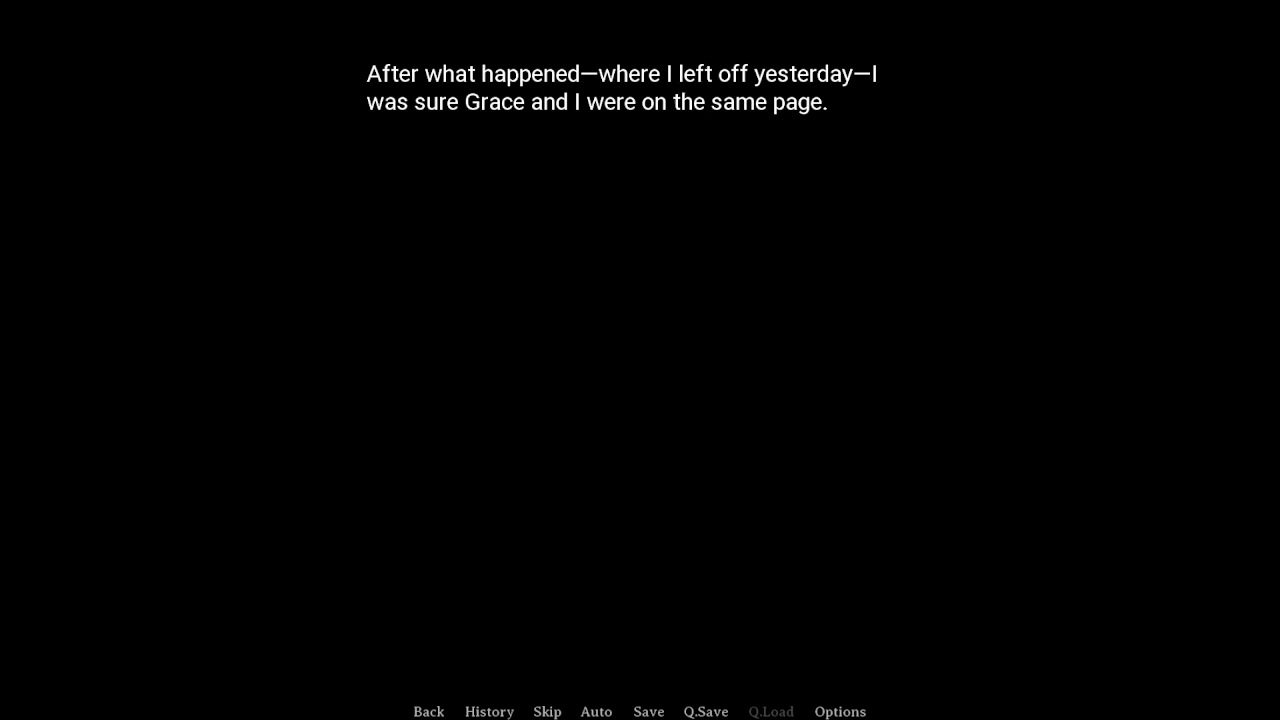 After what happened—where I left off yesterday—I
was sure Grace and I were on the same page.
Back History Skip Auto Save Q.Save Q.Load Options